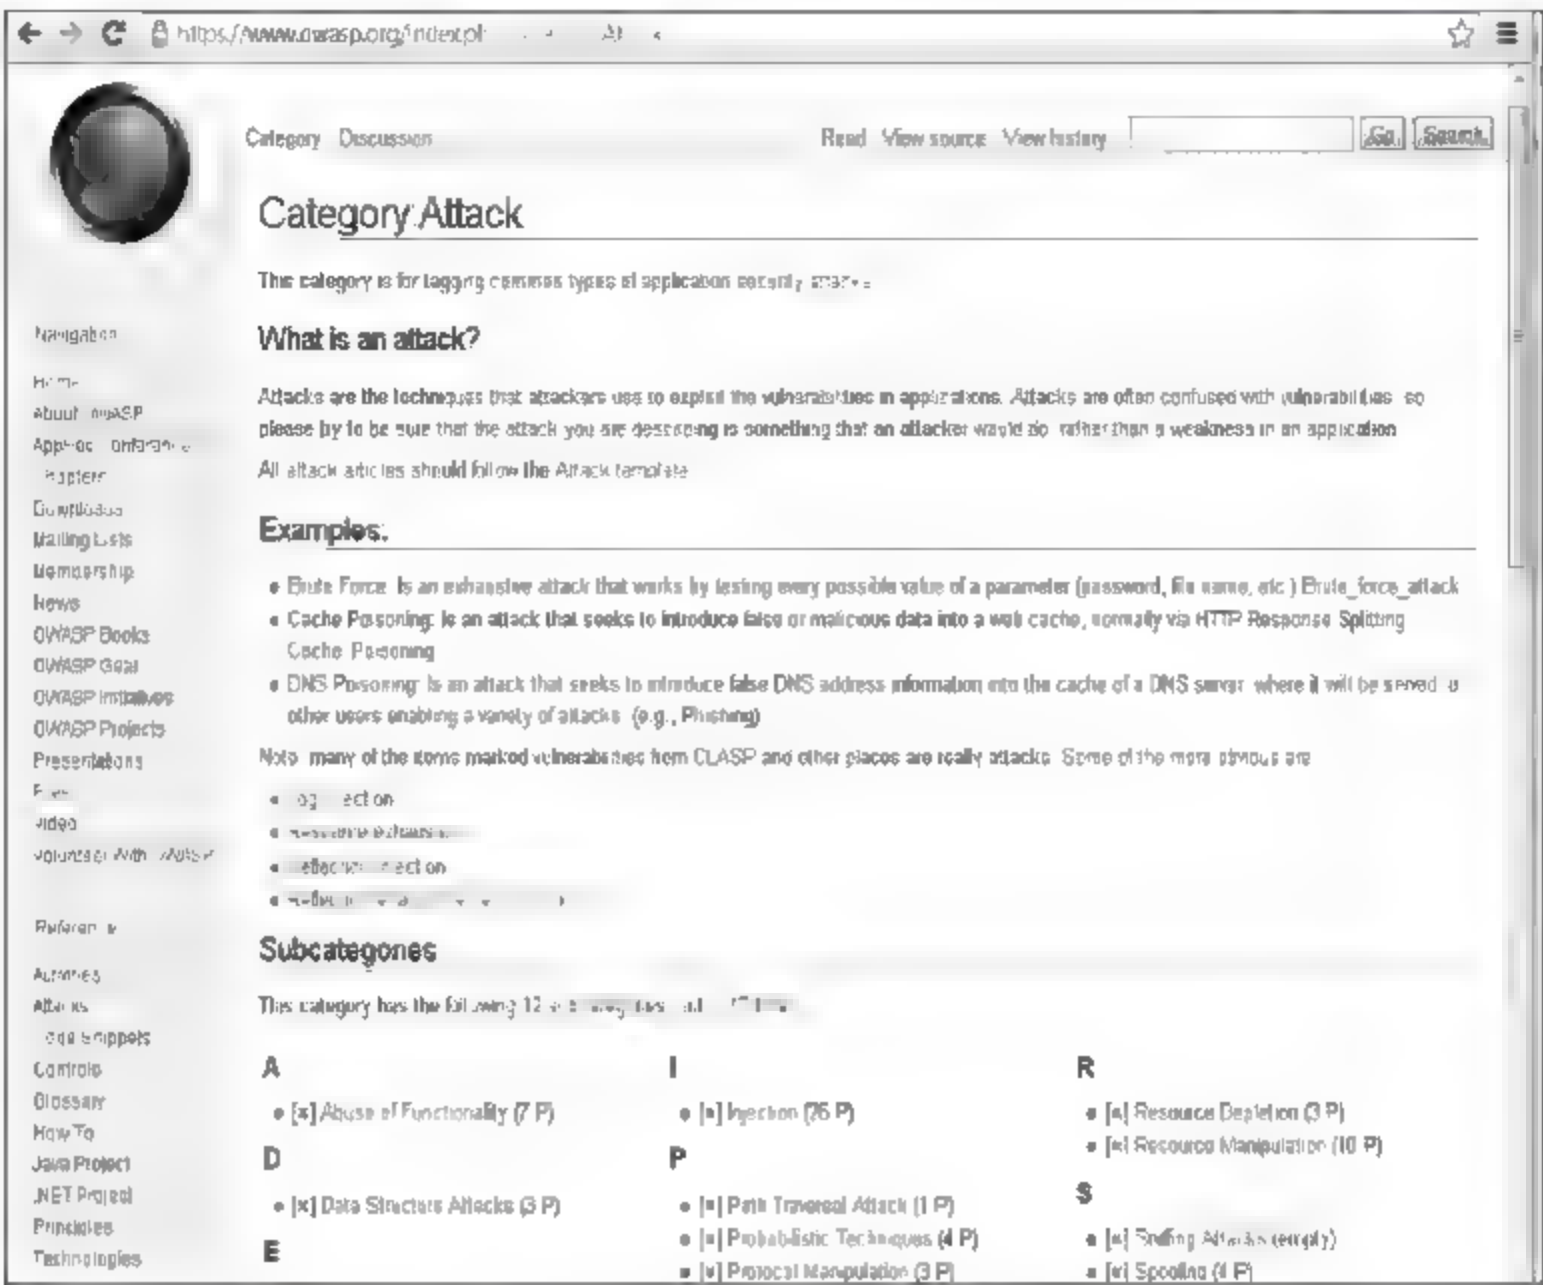 Category Discussion Read View source View history Go Search
Category:Attack
This category is for tagging common types of application security
Navigation
What is an attack?
Attacks are the techniques that attackers use to exploit the vulnerabilities in applications. Attacks are often confused with vulnerabilities, so
please try to be sure that the attack you are describing is something that an attacker would do, rather than a weakness in an application
All attack articles should follow the Attack template
Home
About OWASP
Chapters
Downloads
Mailing Lists
Membership
News
OWASP Books
OWASP Gear
OWASP Initiatives
OWASP Projects
Presentations
Video
Volunteer With OWASP
Examples:
Brute Force: Is an exhaustive attack that works by testing every possible value of a parameter (password, file name, etc.) Brute_force_attack
Cache Poisoning: Is an attack that seeks to introduce false or malicious data into a web cache, normally via HTTP Response Splitting
Cache Poisoning
DNS Poisoning: Is an attack that seeks to introduce false DNS address information into the cache of a DNS server, where it will be served to
other users enabling a variety of attacks. (e.g., Phishing)
Note: many of the items marked vulnerabilities from CLASP and other places are really attacks. Some of the more obvious are
Reference
Activities
Attacks
Code Snippets
Controls
Glossary
How To
Java Project
.NET Project
Principles
Technologies
Subcategories
This category has the following 12
A
[×] Abuse of Functionality (7 P)
D
[×] Data Structure Attacks (3 P)
E
I
[×] Injection (26 P)
P
[×] Path Traversal Attack (1 P)
[×] Probabilistic Techniques (4 P)
[×] Protocol Manipulation (3 P)
R
[×] Resource Depletion (3 P)
[×] Resource Manipulation (10 P)
S
[×] Sniffing Attacks (empty)
[×] Spoofing (4 P)